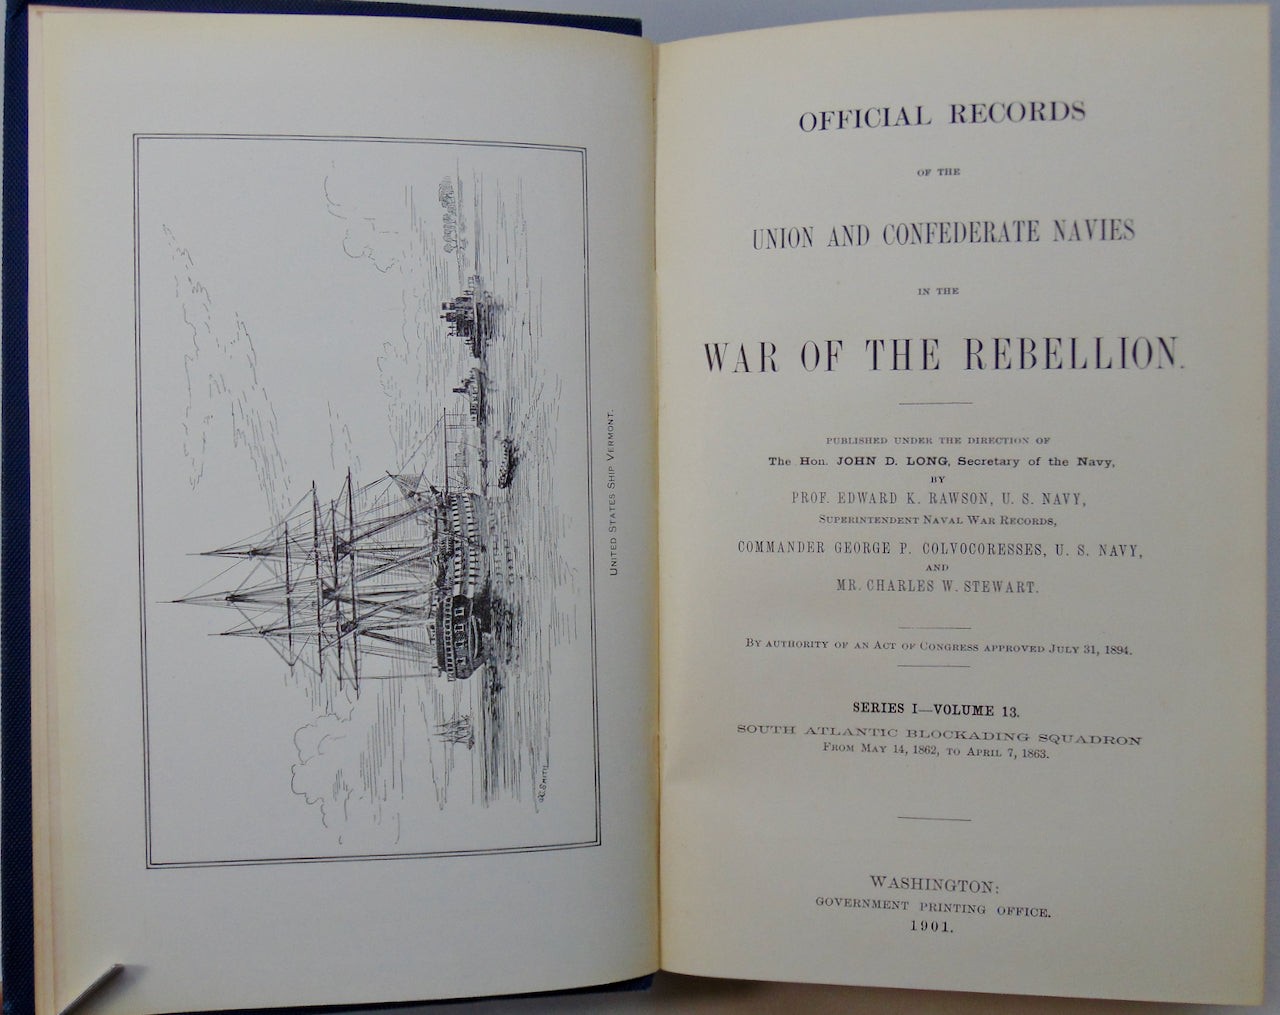 UNITED STATES SHIP VERMONT.
OFFICIAL RECORDS
OF THE
UNION AND CONFEDERATE NAVIES
IN THE
WAR OF THE REBELLION.
PUBLISHED UNDER THE DIRECTION OF
The Hon. JOHN D. LONG, Secretary of the Navy,
BY
PROF. EDWARD K. RAWSON, U. S. NAVY,
SUPERINTENDENT NAVAL WAR RECORDS,
COMMANDER GEORGE P. COLVOCORESSES, U. S. NAVY,
AND
MR. CHARLES W. STEWART.
BY AUTHORITY OF AN ACT OF CONGRESS APPROVED JULY 31, 1894.
SERIES I—VOLUME 13.
SOUTH ATLANTIC BLOCKADING SQUADRON
FROM MAY 14, 1862, TO APRIL 7, 1863.
WASHINGTON:
GOVERNMENT PRINTING OFFICE.
1901.